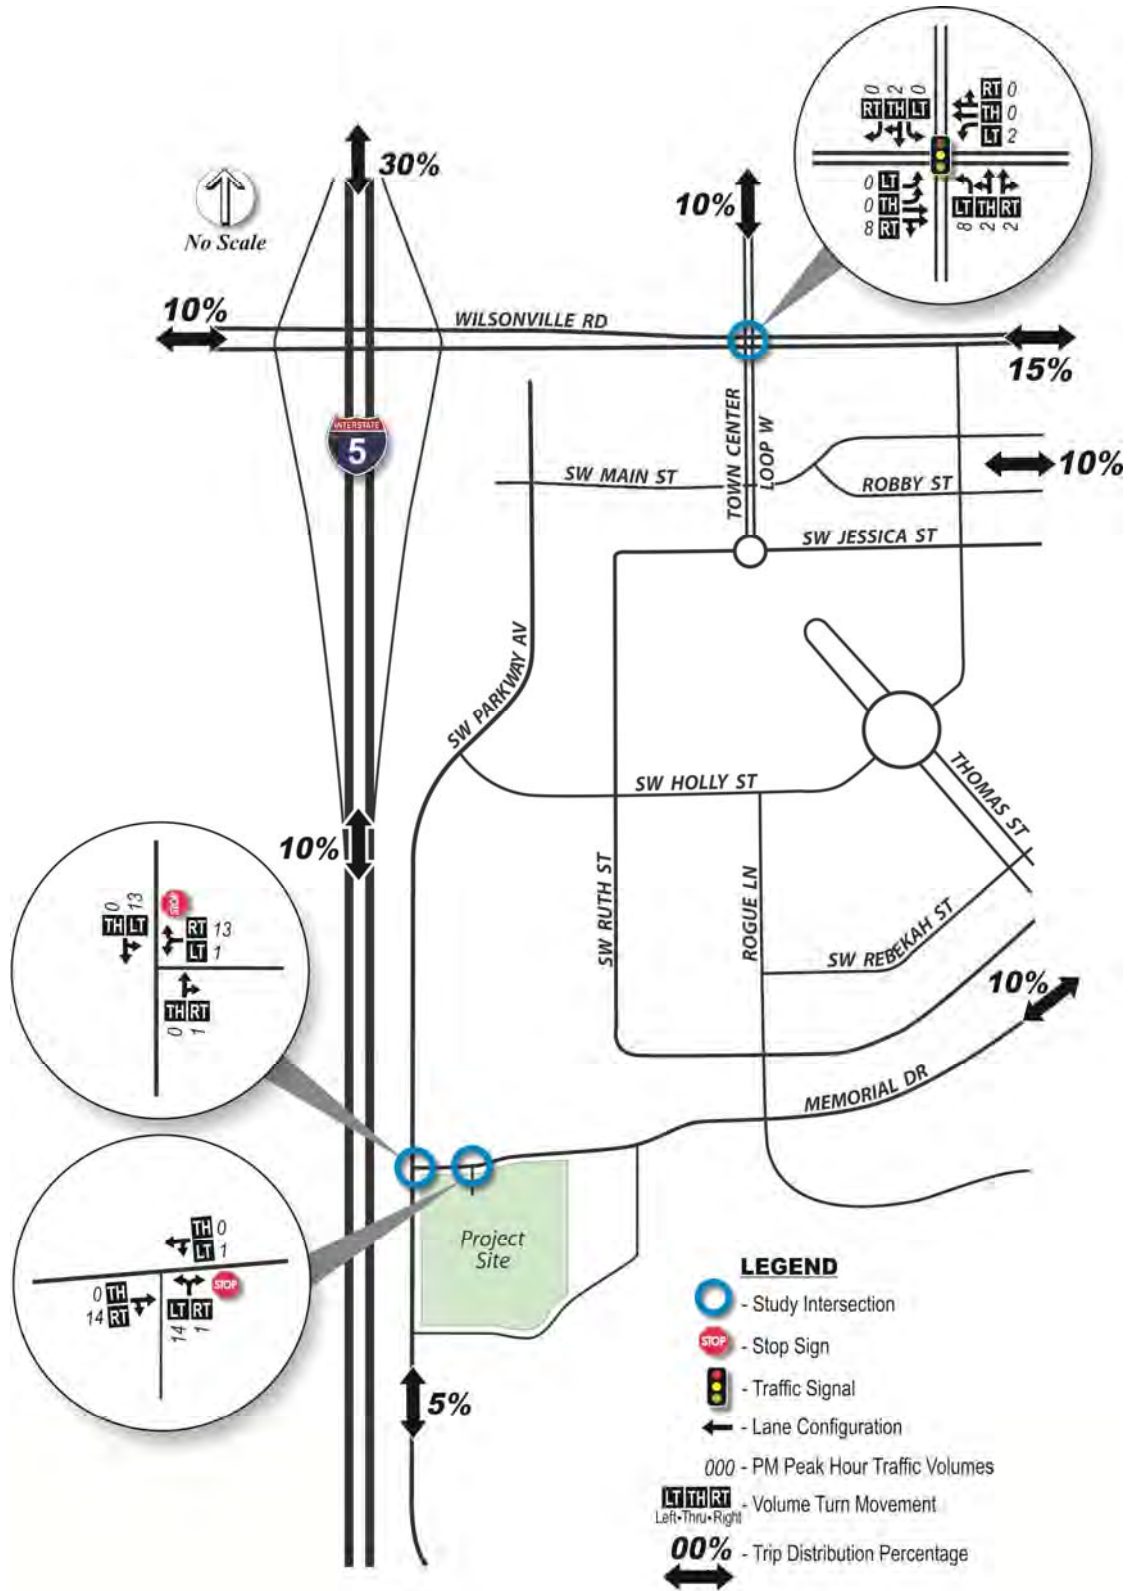 0 2 0
RT TH LT
RT 0
TH 0
LT 2
0 LT
0 TH
8 RT
LT TH RT
8 2 2
30%
No Scale
10%
10%
WILSONVILLE RD
15%
INTERSTATE
5
TOWN CENTER
LOOP W
SW MAIN ST
10%
ROBBY ST
SW JESSICA ST
SW PARKWAY AV
SW HOLLY ST
THOMAS ST
10%
SW RUTH ST
ROGUE LN
SW REBEKAH ST
10%
0 13
TH LT
STOP
RT 13
LT 1
TH RT
0 1
MEMORIAL DR
TH 0
LT 1
0 TH
14 RT
LT RT
14 1
STOP
Project
Site
5%
LEGEND
- Study Intersection
STOP - Stop Sign
- Traffic Signal
- Lane Configuration
000 - PM Peak Hour Traffic Volumes
LT TH RT - Volume Turn Movement
Left•Thru•Right
00% - Trip Distribution Percentage